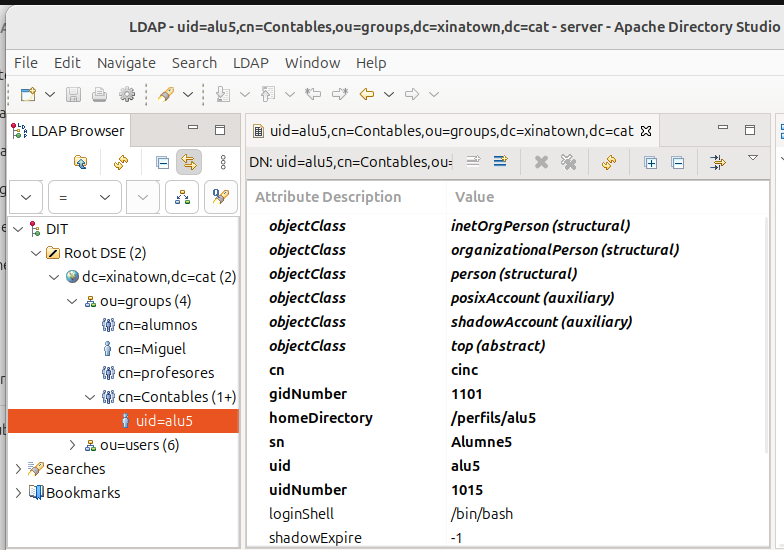 LDAP - uid=alu5,cn=Contables,ou=groups,dc=xinatown,dc=cat - server - Apache Directory Studio
File Edit Navigate Search LDAP Window Help
LDAP Browser
uid=alu5,cn=Contables,ou=groups,dc=xinatown,dc=cat
DN: uid=alu5,cn=Contables,ou=
=
Attribute Description Value
DIT
Root DSE (2)
dc=xinatown,dc=cat (2)
ou=groups (4)
cn=alumnos
cn=Miguel
cn=profesores
cn=Contables (1+)
uid=alu5
ou=users (6)
Searches
Bookmarks
objectClass inetOrgPerson (structural)
objectClass organizationalPerson (structural)
objectClass person (structural)
objectClass posixAccount (auxiliary)
objectClass shadowAccount (auxiliary)
objectClass top (abstract)
cn cinc
gidNumber 1101
homeDirectory /perfils/alu5
sn Alumne5
uid alu5
uidNumber 1015
loginShell /bin/bash
shadowExpire -1